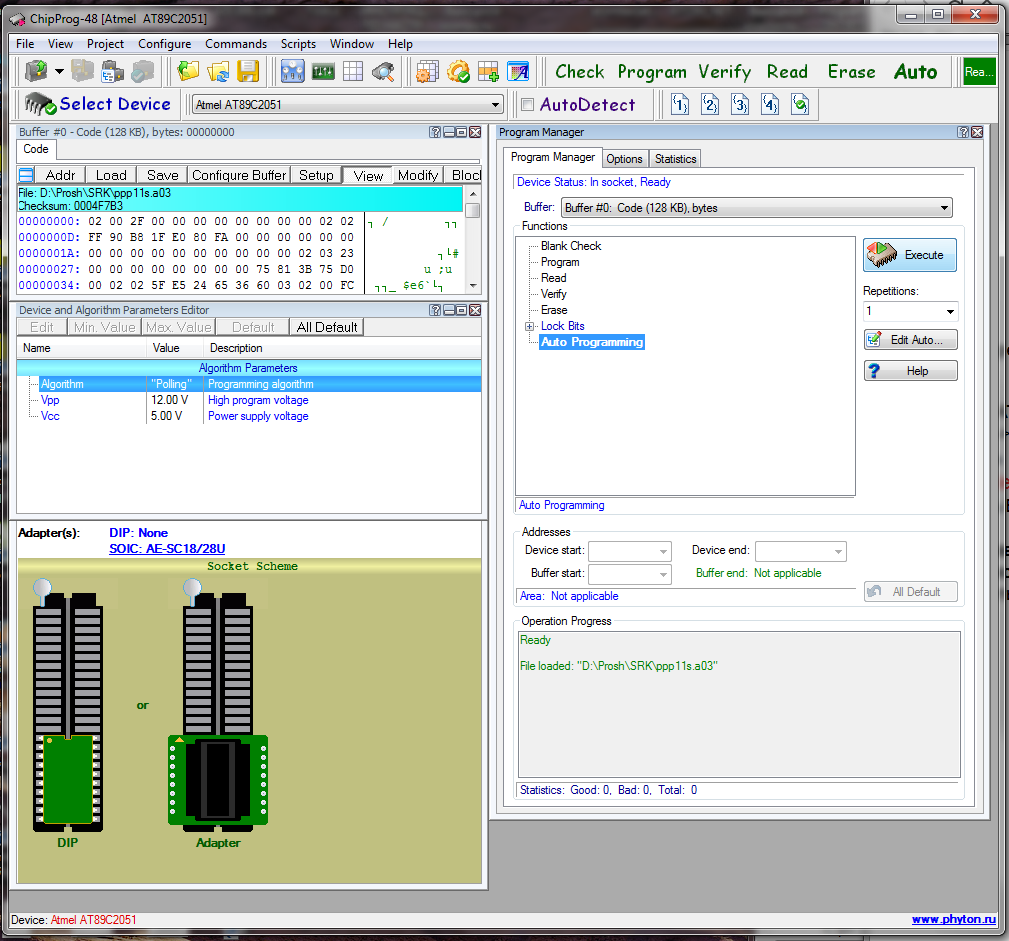 ChipProg-48 [Atmel  AT89C2051]
File View Project Configure Commands Scripts Window Help
Check Program Verify Read Erase Auto Rea...
Select Device Atmel AT89C2051 AutoDetect 1 2 3 4
Buffer #0 - Code (128 KB), bytes: 00000000
Code
Addr Load Save Configure Buffer Setup View Modify Bloc
File: D:\Prosh\SRK\ppp11s.a03
Checksum: 0004F7B3
00000000: 02 00 2F 00 00 00 00 00 00 00 00 02 02 ┐ / ┐┐
0000000D: FF 90 B8 1F E0 80 FA 00 00 00 00 00 00
0000001A: 00 00 00 00 00 00 00 00 00 00 02 03 23 ┐└#
00000027: 00 00 00 00 00 00 00 00 75 81 3B 75 D0 u ;u
00000034: 00 02 02 5F E5 24 65 36 60 03 02 00 FC ┐┐_ $e6`└┐
Device and Algorithm Parameters Editor
Edit Min. Value Max. Value Default All Default
Name Value Description
Algorithm Parameters
Algorithm "Polling" Programming algorithm
Vpp 12.00 V High program voltage
Vcc 5.00 V Power supply voltage
Adapter(s): DIP: None
SOIC: AE-SC18/28U
Socket Scheme
or
DIP Adapter
Program Manager
Program Manager Options Statistics
Device Status: In socket, Ready
Buffer: Buffer #0:  Code (128 KB), bytes
Functions
Blank Check
Program
Read
Verify
Erase
Lock Bits
Auto Programming
Execute
Repetitions:
1
Edit Auto...
Help
Auto Programming
Addresses
Device start: Device end:
Buffer start: Buffer end: Not applicable
Area: Not applicable
All Default
Operation Progress
Ready
File loaded: "D:\Prosh\SRK\ppp11s.a03"
Statistics: Good: 0, Bad: 0, Total: 0
Device: Atmel AT89C2051
www.phyton.ru